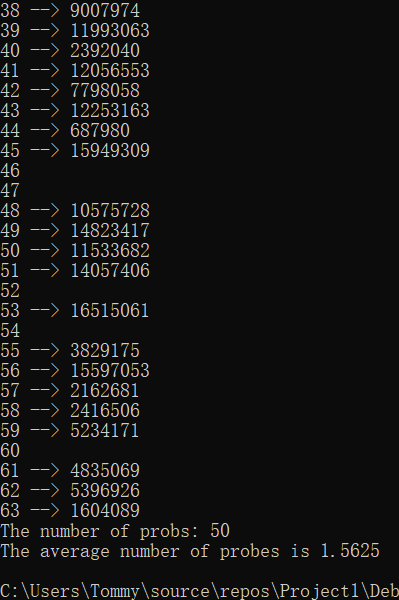 38 --> 9007974
39 --> 11993063
40 --> 2392040
41 --> 12056553
42 --> 7798058
43 --> 12253163
44 --> 687980
45 --> 15949309
46
47
48 --> 10575728
49 --> 14823417
50 --> 11533682
51 --> 14057406
52
53 --> 16515061
54
55 --> 3829175
56 --> 15597053
57 --> 2162681
58 --> 2416506
59 --> 5234171
60
61 --> 4835069
62 --> 5396926
63 --> 1604089
The number of probs: 50
The average number of probes is 1.5625
C:\Users\Tommy\source\repos\Project1\Deb